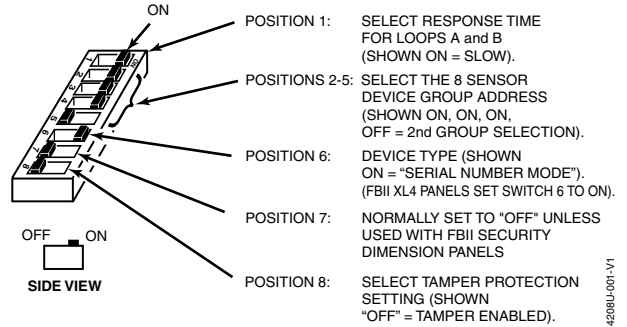 ON
POSITION 1: SELECT RESPONSE TIME
FOR LOOPS A and B
(SHOWN ON = SLOW).
POSITIONS 2-5: SELECT THE 8 SENSOR
DEVICE GROUP ADDRESS
(SHOWN ON, ON, ON,
OFF = 2nd GROUP SELECTION).
POSITION 6: DEVICE TYPE (SHOWN
ON = “SERIAL NUMBER MODE”).
(FBII XL4 PANELS SET SWITCH 6 TO ON).
POSITION 7: NORMALLY SET TO "OFF" UNLESS
USED WITH FBII SECURITY
DIMENSION PANELS
POSITION 8: SELECT TAMPER PROTECTION
SETTING (SHOWN
“OFF” = TAMPER ENABLED).
ON
1
2
3
4
5
6
7
8
OFF ON
SIDE VIEW
4208U-001-V1